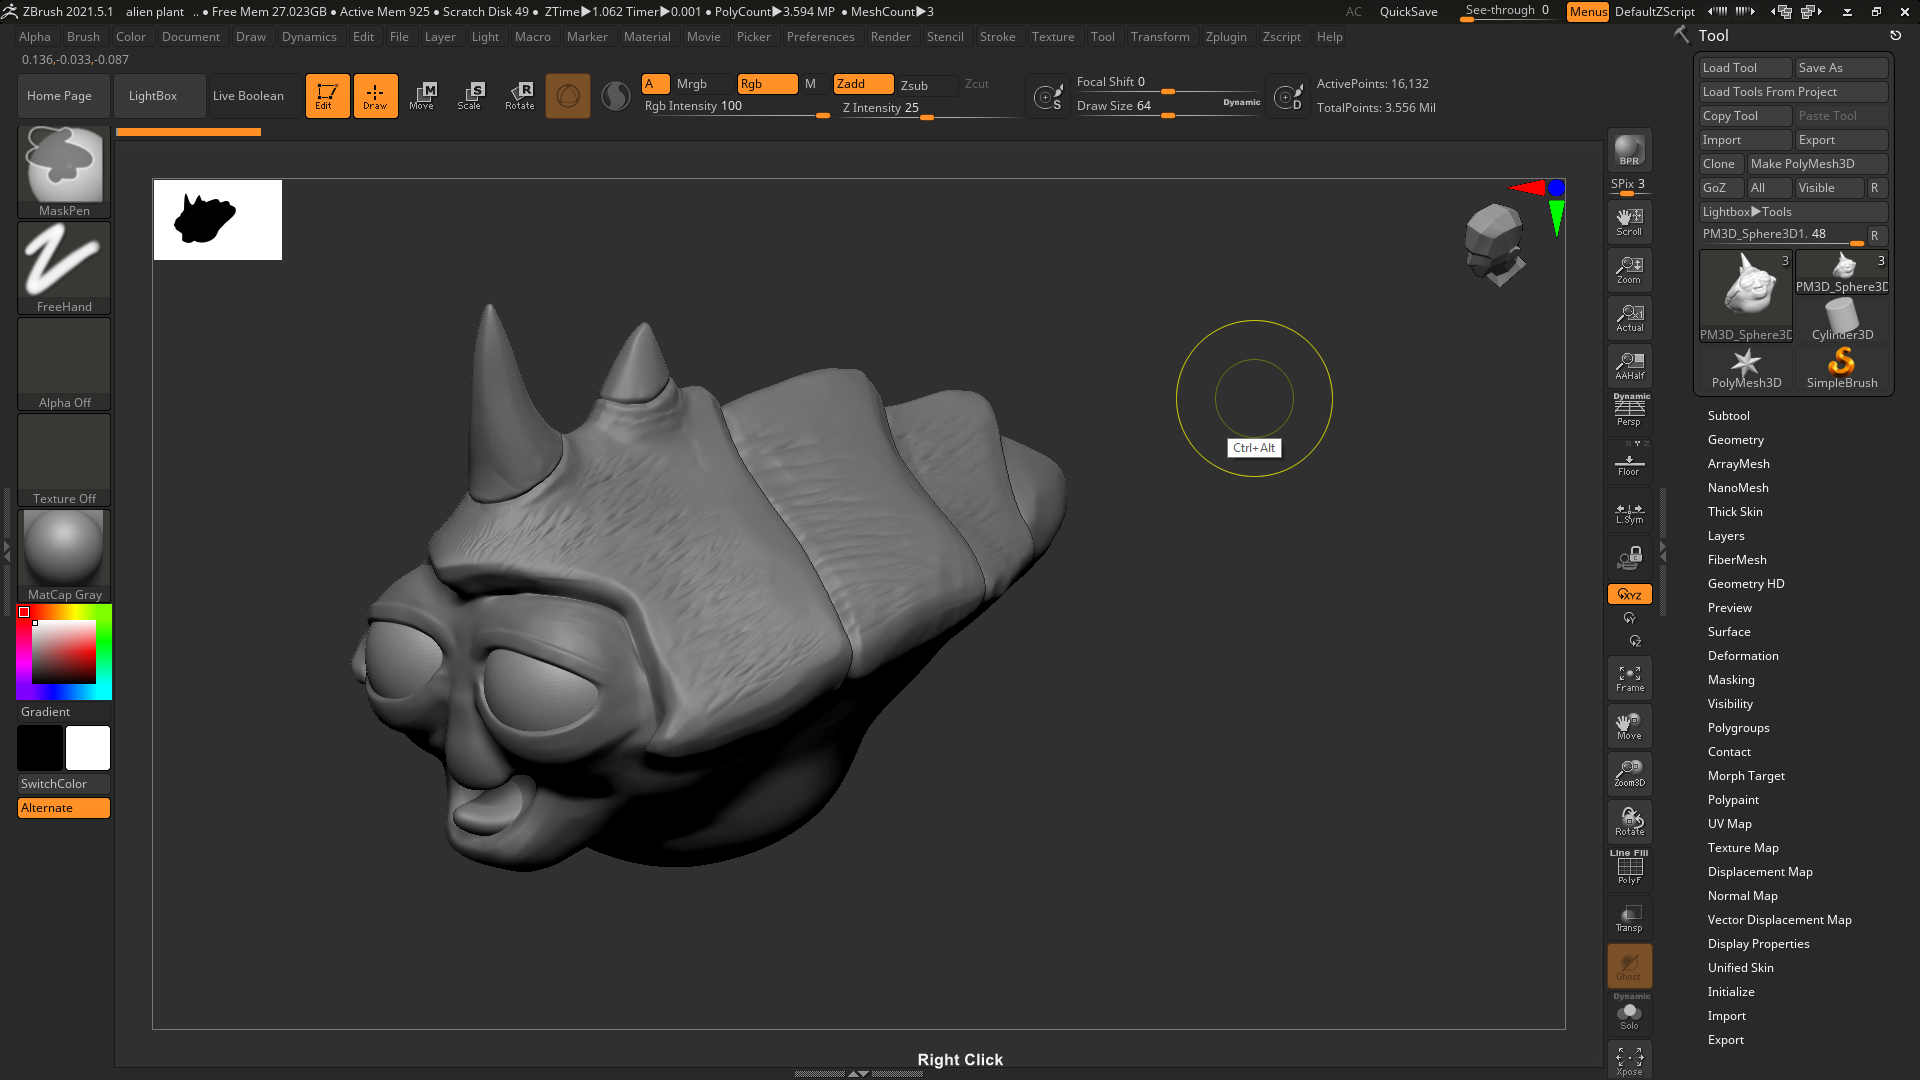 ZBrush 2021.5.1 alien plant .. ● Free Mem 27.023GB ● Active Mem 925 ● Scratch Disk 49 ● ZTime▶1.062 Timer▶0.001 ● PolyCount▶3.594 MP ● MeshCount▶3 AC QuickSave See-through 0 Menus DefaultZScript
Alpha Brush Color Document Draw Dynamics Edit File Layer Light Macro Marker Material Movie Picker Preferences Render Stencil Stroke Texture Tool Transform Zplugin Zscript Help
0.136,-0.033,-0.087
Home Page LightBox Live Boolean Edit Draw Move Scale Rotate
A Mrgb Rgb M Zadd Zsub Zcut
Rgb Intensity 100 Z Intensity 25
S
Focal Shift 0
Draw Size 64 Dynamic
D
ActivePoints: 16,132
TotalPoints: 3.556 Mil
MaskPen
FreeHand
Alpha Off
Texture Off
MatCap Gray
Gradient
SwitchColor
Alternate
Ctrl+Alt
Right Click
BPR
SPix 3
Scroll
Zoom
Actual
AAHalf
Dynamic
Persp
Floor
L.Sym
XYZ
Y
Z
Frame
Move
Zoom3D
Rotate
Line Fill
PolyF
Transp
Ghost
Dynamic
Solo
Xpose
Tool
Load Tool Save As
Load Tools From Project
Copy Tool Paste Tool
Import Export
Clone Make PolyMesh3D
GoZ All Visible R
Lightbox▶Tools
PM3D_Sphere3D1. 48 R
3 3
PM3D_Sphere3D
PM3D_Sphere3D Cylinder3D
PolyMesh3D SimpleBrush
Subtool
Geometry
ArrayMesh
NanoMesh
Thick Skin
Layers
FiberMesh
Geometry HD
Preview
Surface
Deformation
Masking
Visibility
Polygroups
Contact
Morph Target
Polypaint
UV Map
Texture Map
Displacement Map
Normal Map
Vector Displacement Map
Display Properties
Unified Skin
Initialize
Import
Export